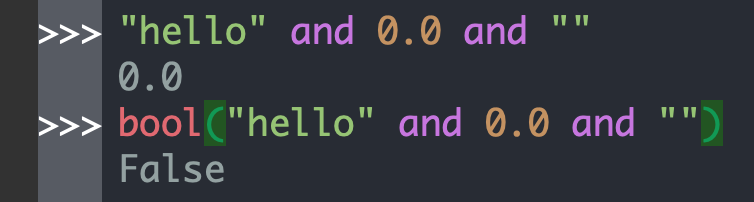 >>> "hello" and 0.0 and ""
0.0
>>> bool("hello" and 0.0 and "")
False